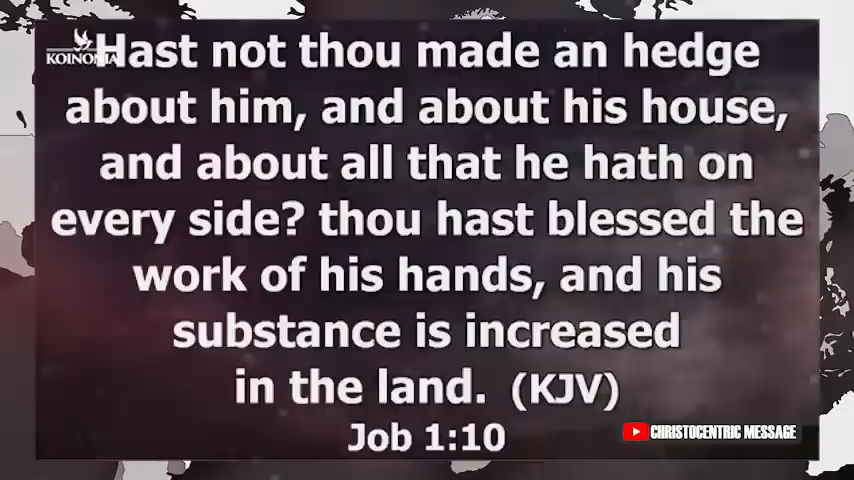 KOINONIA
Hast not thou made an hedge
about him, and about his house,
and about all that he hath on
every side? thou hast blessed the
work of his hands, and his
substance is increased
in the land. (KJV)
Job 1:10
CHRISTOCENTRIC MESSAGE